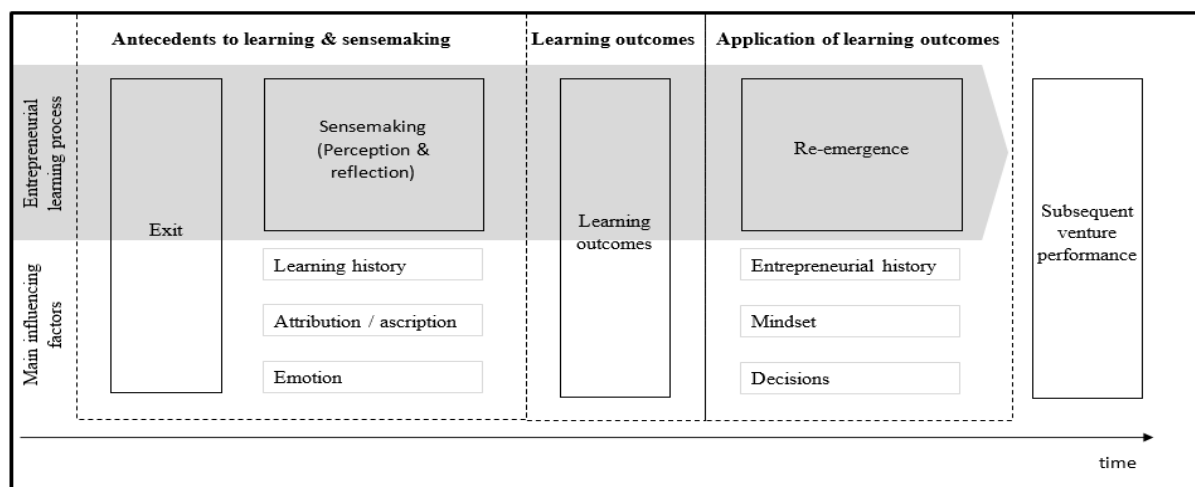 Antecedents to learning & sensemaking
Learning outcomes
Application of learning outcomes
Entrepreneurial
learning process
Exit
Sensemaking
(Perception &
reflection)
Learning
outcomes
Re-emergence
Subsequent
venture
performance
Main influencing
factors
Learning history
Attribution / ascription
Emotion
Entrepreneurial history
Mindset
Decisions
time